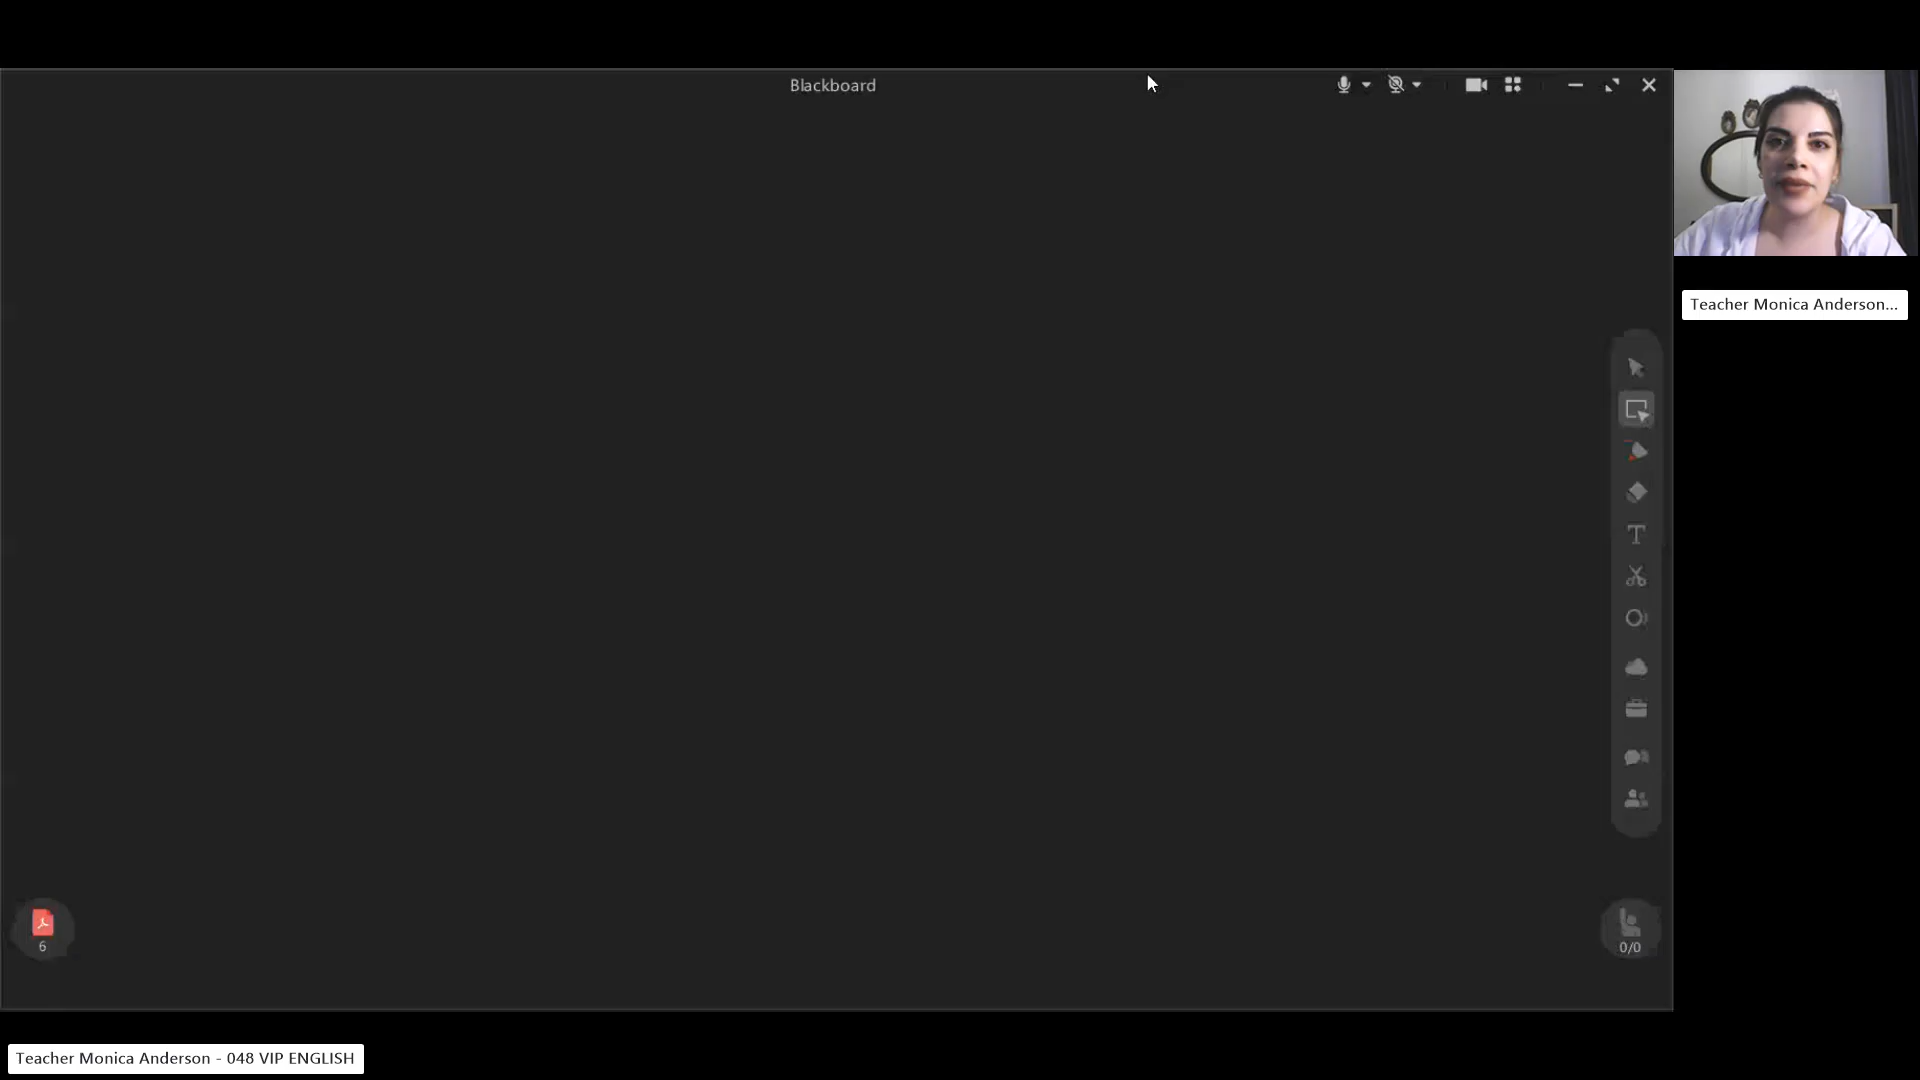 Blackboard
Teacher Monica Anderson...
6
0/0
Teacher Monica Anderson - 048 VIP ENGLISH